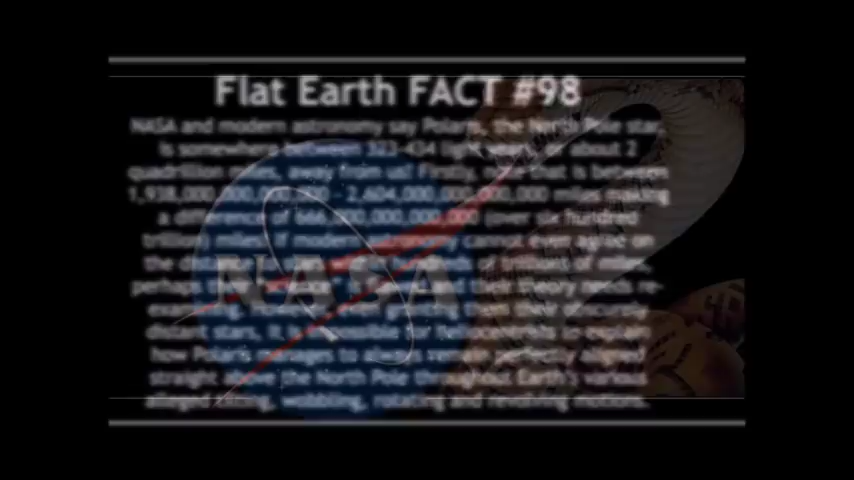 Flat Earth FACT #98
NASA and modern astronomy say Polaris, the North Pole star,
is somewhere between 323-434 light years, or about 2
quadrillion miles, away from us! Firstly, note that is between
1,938,000,000,000,000 - 2,604,000,000,000,000 miles making
a difference of 666,000,000,000,000 (over six hundred
trillion) miles! If modern astronomy cannot even agree on
the distance to stars within hundreds of trillions of miles,
perhaps their "science" is flawed and their theory needs re-
examining. However, even granting them their obscurely
distant stars, it is impossible for heliocentrists to explain
how Polaris manages to always remain perfectly aligned
straight above the North Pole throughout Earth's various
alleged tilting, wobbling, rotating and revolving motions.
NASA